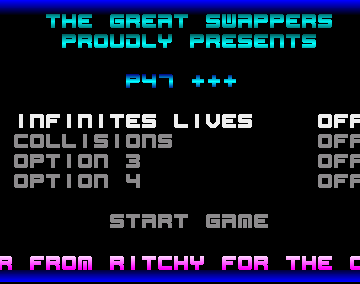 THE GREAT SWAPPERS
PROUDLY PRESENTS
P47 +++
INFINITES LIVES OFF
COLLISIONS OFF
OPTION 3 OFF
OPTION 4 OFF
START GAME
R FROM RITCHY FOR THE C